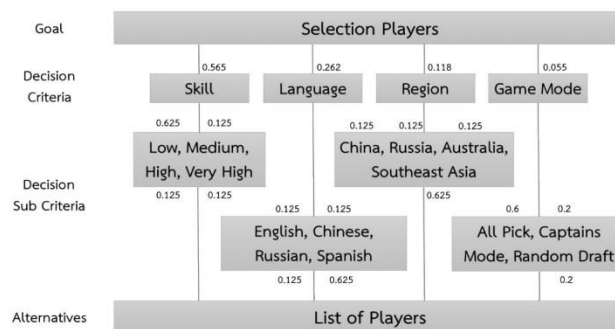 Goal
Selection Players
0.565
0.262
0.118
0.055
Decision
Criteria
Skill
Language
Region
Game Mode
0.625
0.125
0.125
0.125
0.125
Low, Medium,
High, Very High
China, Russia, Australia,
Southeast Asia
Decision
Sub Criteria
0.125
0.125
0.625
0.125
0.125
0.6
0.2
English, Chinese,
Russian, Spanish
All Pick, Captains
Mode, Random Draft
0.125
0.625
0.2
Alternatives
List of Players